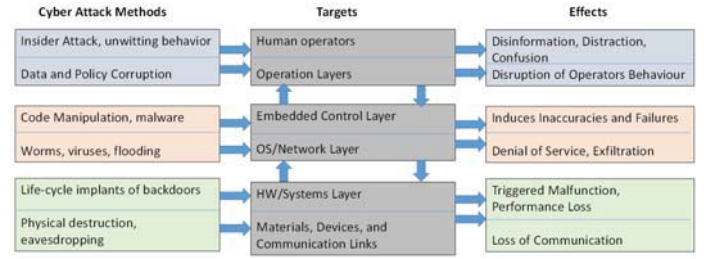 Cyber Attack Methods
Targets
Effects
Insider Attack, unwitting behavior
Data and Policy Corruption
Human operators
Operation Layers
Disinformation, Distraction,
Confusion
Disruption of Operators Behaviour
Code Manipulation, malware
Worms, viruses, flooding
Embedded Control Layer
OS/Network Layer
Induces Inaccuracies and Failures
Denial of Service, Exfiltration
Life-cycle implants of backdoors
Physical destruction,
eavesdropping
HW/Systems Layer
Materials, Devices, and
Communication Links
Triggered Malfunction,
Performance Loss
Loss of Communication